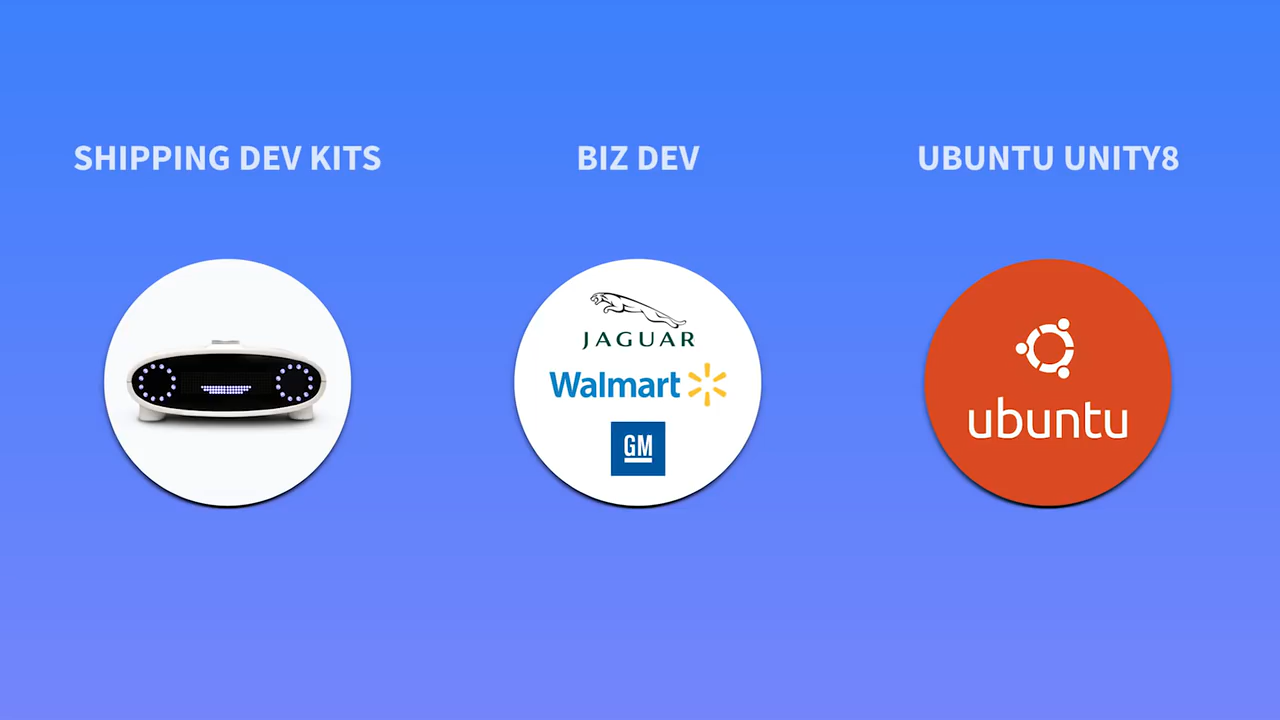 SHIPPING DEV KITS
BIZ DEV
UBUNTU UNITY8
JAGUAR
Walmart
GM
ubuntu